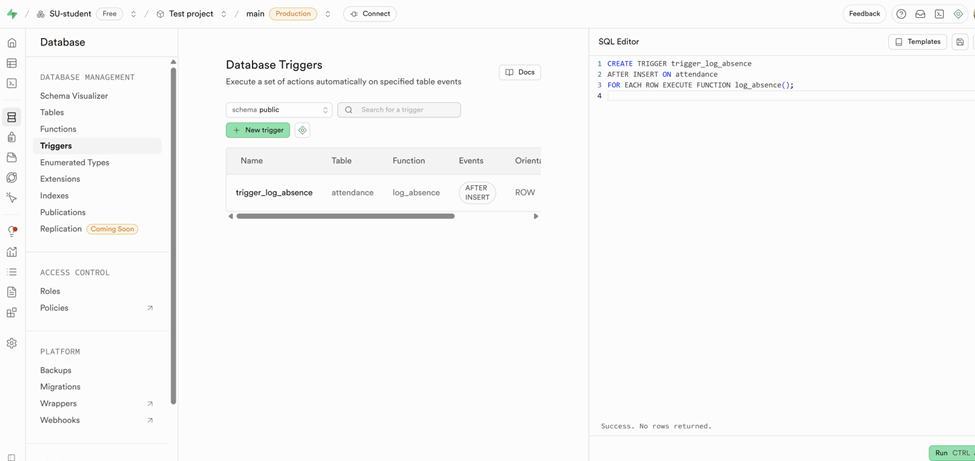 / SU-student Free / Test project / main Production Connect Feedback
Database
DATABASE MANAGEMENT
Schema Visualizer
Tables
Functions
Triggers
Enumerated Types
Extensions
Indexes
Publications
Replication Coming Soon
ACCESS CONTROL
Roles
Policies
PLATFORM
Backups
Migrations
Wrappers
Webhooks
Database Triggers
Execute a set of actions automatically on specified table events
Docs
schema public
Search for a trigger
New trigger
Name Table Function Events Orienta
trigger_log_absence attendance log_absence AFTER INSERT ROW
SQL Editor
Templates
1 CREATE TRIGGER trigger_log_absence
2 AFTER INSERT ON attendance
3 FOR EACH ROW EXECUTE FUNCTION log_absence();
4
Success. No rows returned.
Run CTRL